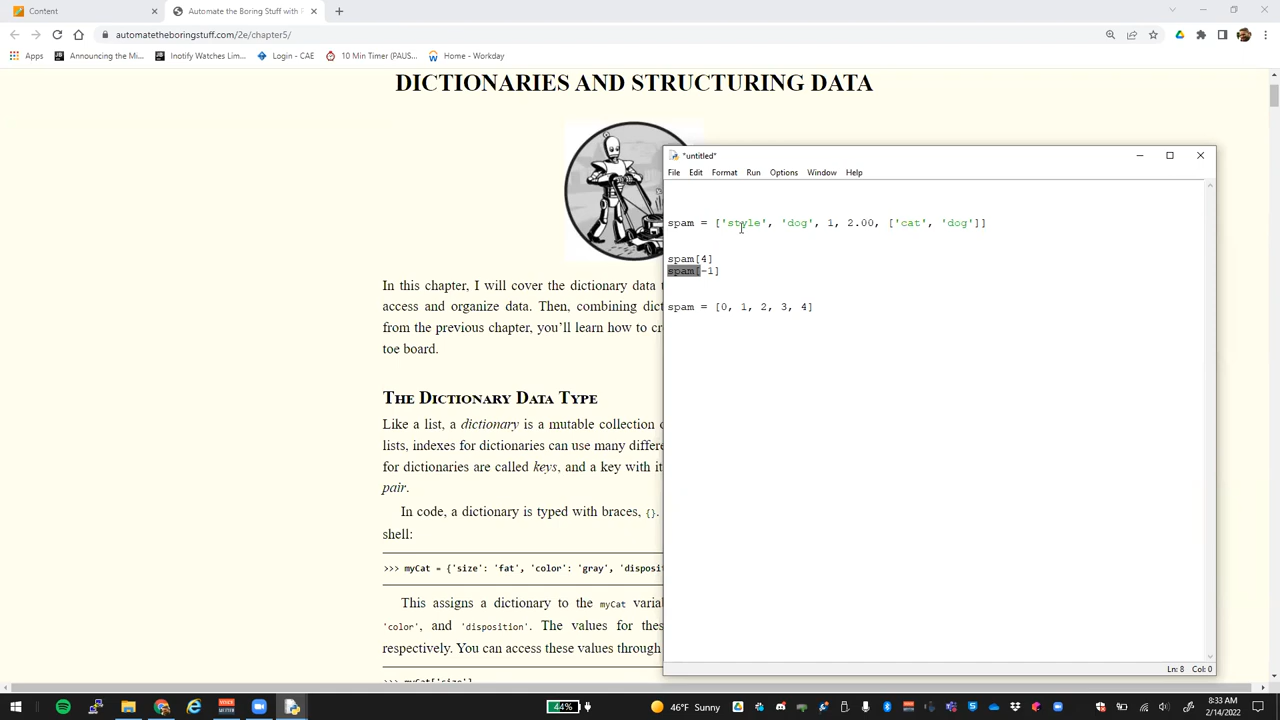 Content
Automate the Boring Stuff with
automatetheboringstuff.com/2e/chapter5/
Apps
Announcing the Mi...
Inotify Watches Lim...
Login - CAE
10 Min Timer (PAUS...
Home - Workday
DICTIONARIES AND STRUCTURING DATA
In this chapter, I will cover the dictionary data
access and organize data. Then, combining dict
from the previous chapter, you’ll learn how to cr
toe board.
THE DICTIONARY DATA TYPE
Like a list, a dictionary is a mutable collection
lists, indexes for dictionaries can use many differe
for dictionaries are called keys, and a key with it
pair.
In code, a dictionary is typed with braces, {}.
shell:
>>> myCat = {'size': 'fat', 'color': 'gray', 'disposit
This assigns a dictionary to the myCat varia
'color', and 'disposition'. The values for these
respectively. You can access these values through
>>> myCat['size']
*untitled*
File Edit Format Run Options Window Help
spam = ['style', 'dog', 1, 2.00, ['cat', 'dog']]
spam[4]
spam[-1]
spam = [0, 1, 2, 3, 4]
Ln: 8 Col: 0
VOICE MEETER
44%
46°F Sunny
8:33 AM
2/14/2022